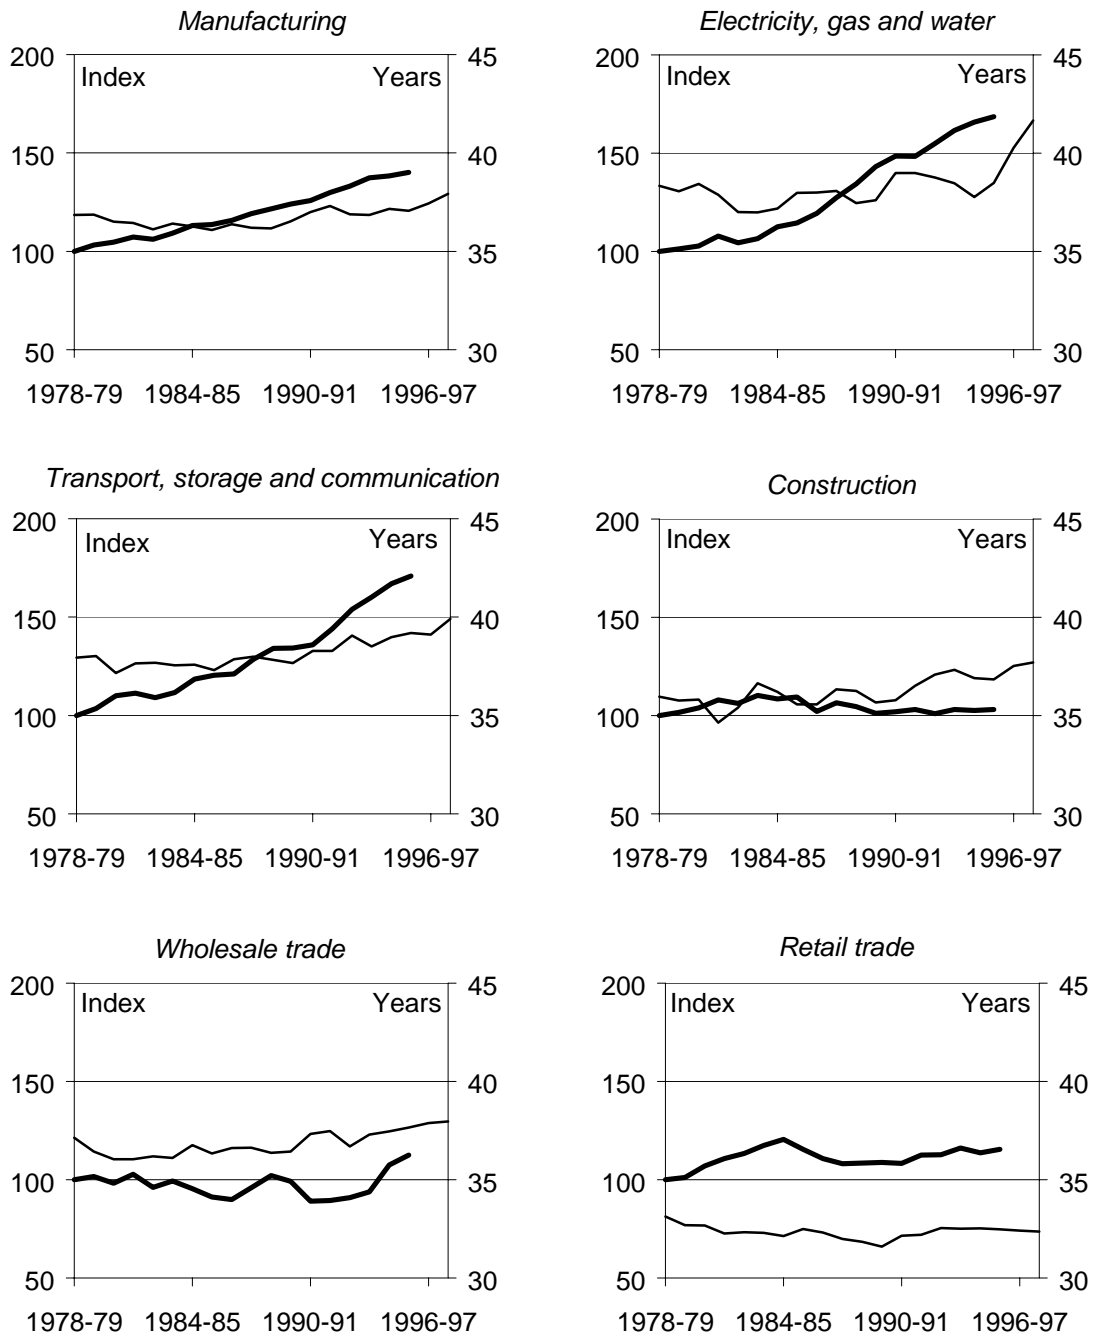 Manufacturing
200 45
Index Years
150 40
100 35
50 30
1978-79 1984-85 1990-91 1996-97
Electricity, gas and water
200 45
Index Years
150 40
100 35
50 30
1978-79 1984-85 1990-91 1996-97
Transport, storage and communication
200 45
Index Years
150 40
100 35
50 30
1978-79 1984-85 1990-91 1996-97
Construction
200 45
Index Years
150 40
100 35
50 30
1978-79 1984-85 1990-91 1996-97
Wholesale trade
200 45
Index Years
150 40
100 35
50 30
1978-79 1984-85 1990-91 1996-97
Retail trade
200 45
Index Years
150 40
100 35
50 30
1978-79 1984-85 1990-91 1996-97